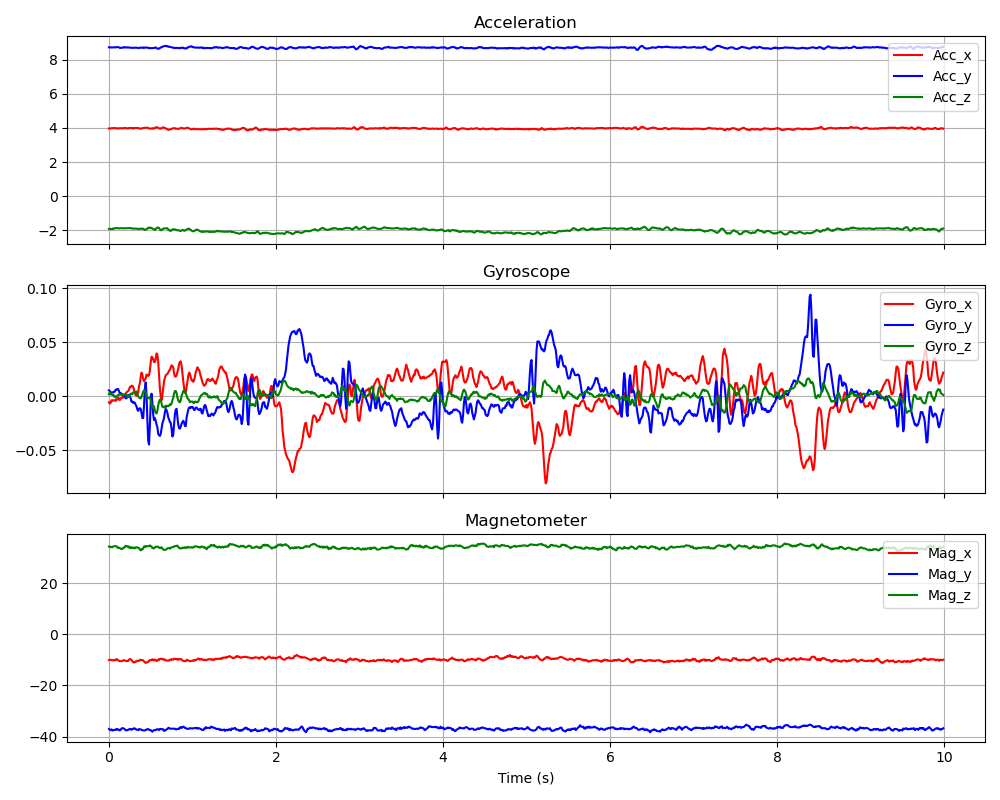 Acceleration
8
6
4
2
0
−2
Acc_x
Acc_y
Acc_z
Gyroscope
0.10
0.05
0.00
−0.05
Gyro_x
Gyro_y
Gyro_z
Magnetometer
20
0
−20
−40
Mag_x
Mag_y
Mag_z
0 2 4 6 8 10
Time (s)